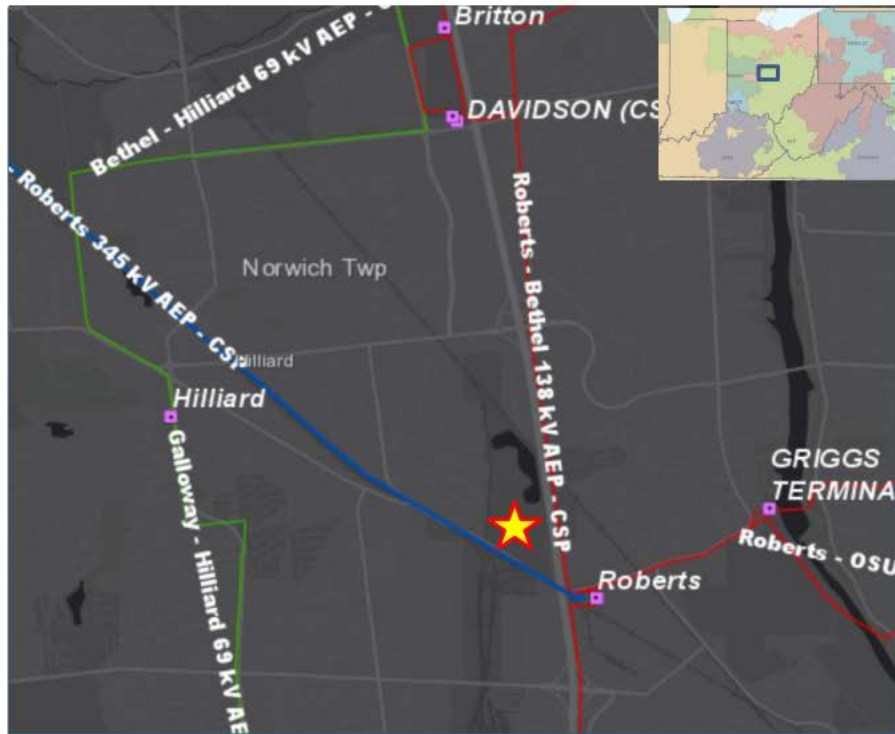 Britton
Bethel - Hilliard 69 kV AEP - C
DAVIDSON (CS
- Roberts 345 kV AEP - CSP
Norwich Twp
Roberts - Bethel 138 kV AEP - CSP
Hilliard
Hilliard
Galloway - Hilliard 69 kV AE
GRIGGS
TERMINA
Roberts - OSU
Roberts